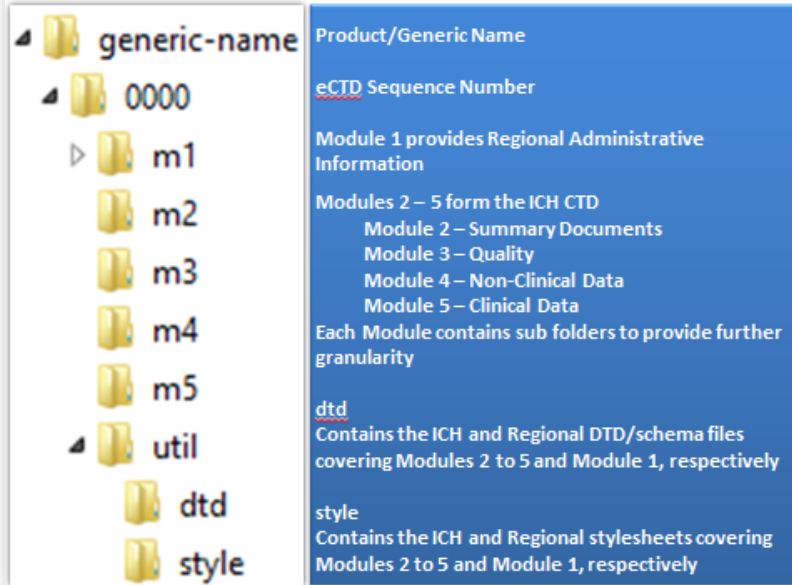 generic-name
0000
m1
m2
m3
m4
m5
util
dtd
style
Product/Generic Name
eCTD Sequence Number
Module 1 provides Regional Administrative
Information
Modules 2 – 5 form the ICH CTD
Module 2 – Summary Documents
Module 3 – Quality
Module 4 – Non-Clinical Data
Module 5 – Clinical Data
Each Module contains sub folders to provide further
granularity
dtd
Contains the ICH and Regional DTD/schema files
covering Modules 2 to 5 and Module 1, respectively
style
Contains the ICH and Regional stylesheets covering
Modules 2 to 5 and Module 1, respectively